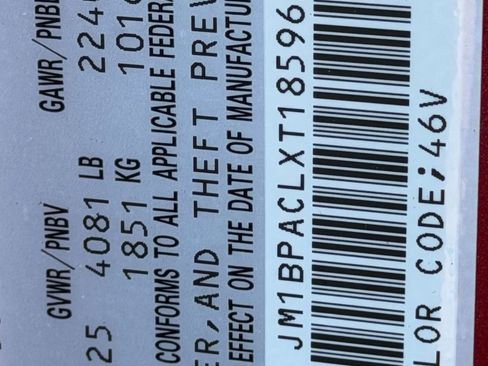 GVWR/PNBV GAWR/PNBE
25 4081 LB 224
1851 KG 101
CONFORMS TO ALL APPLICABLE FEDERA
ER, AND THEFT PREV
EFFECT ON THE DATE OF MANUFACTU
JM1BPACLXT18596
LOR CODE; 46V